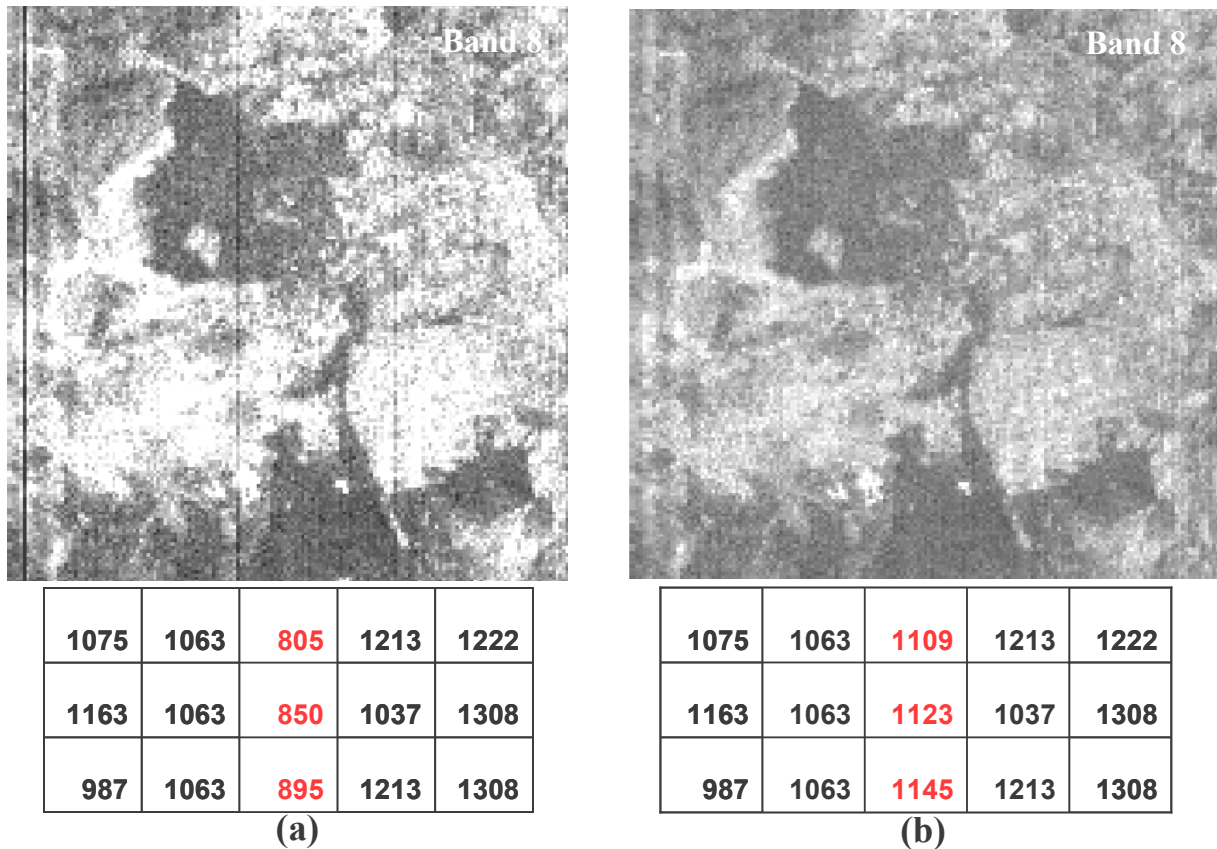 Band 8
Band 8
1075 1063 805 1213 1222
1163 1063 850 1037 1308
987 1063 895 1213 1308
(a)
1075 1063 1109 1213 1222
1163 1063 1123 1037 1308
987 1063 1145 1213 1308
(b)